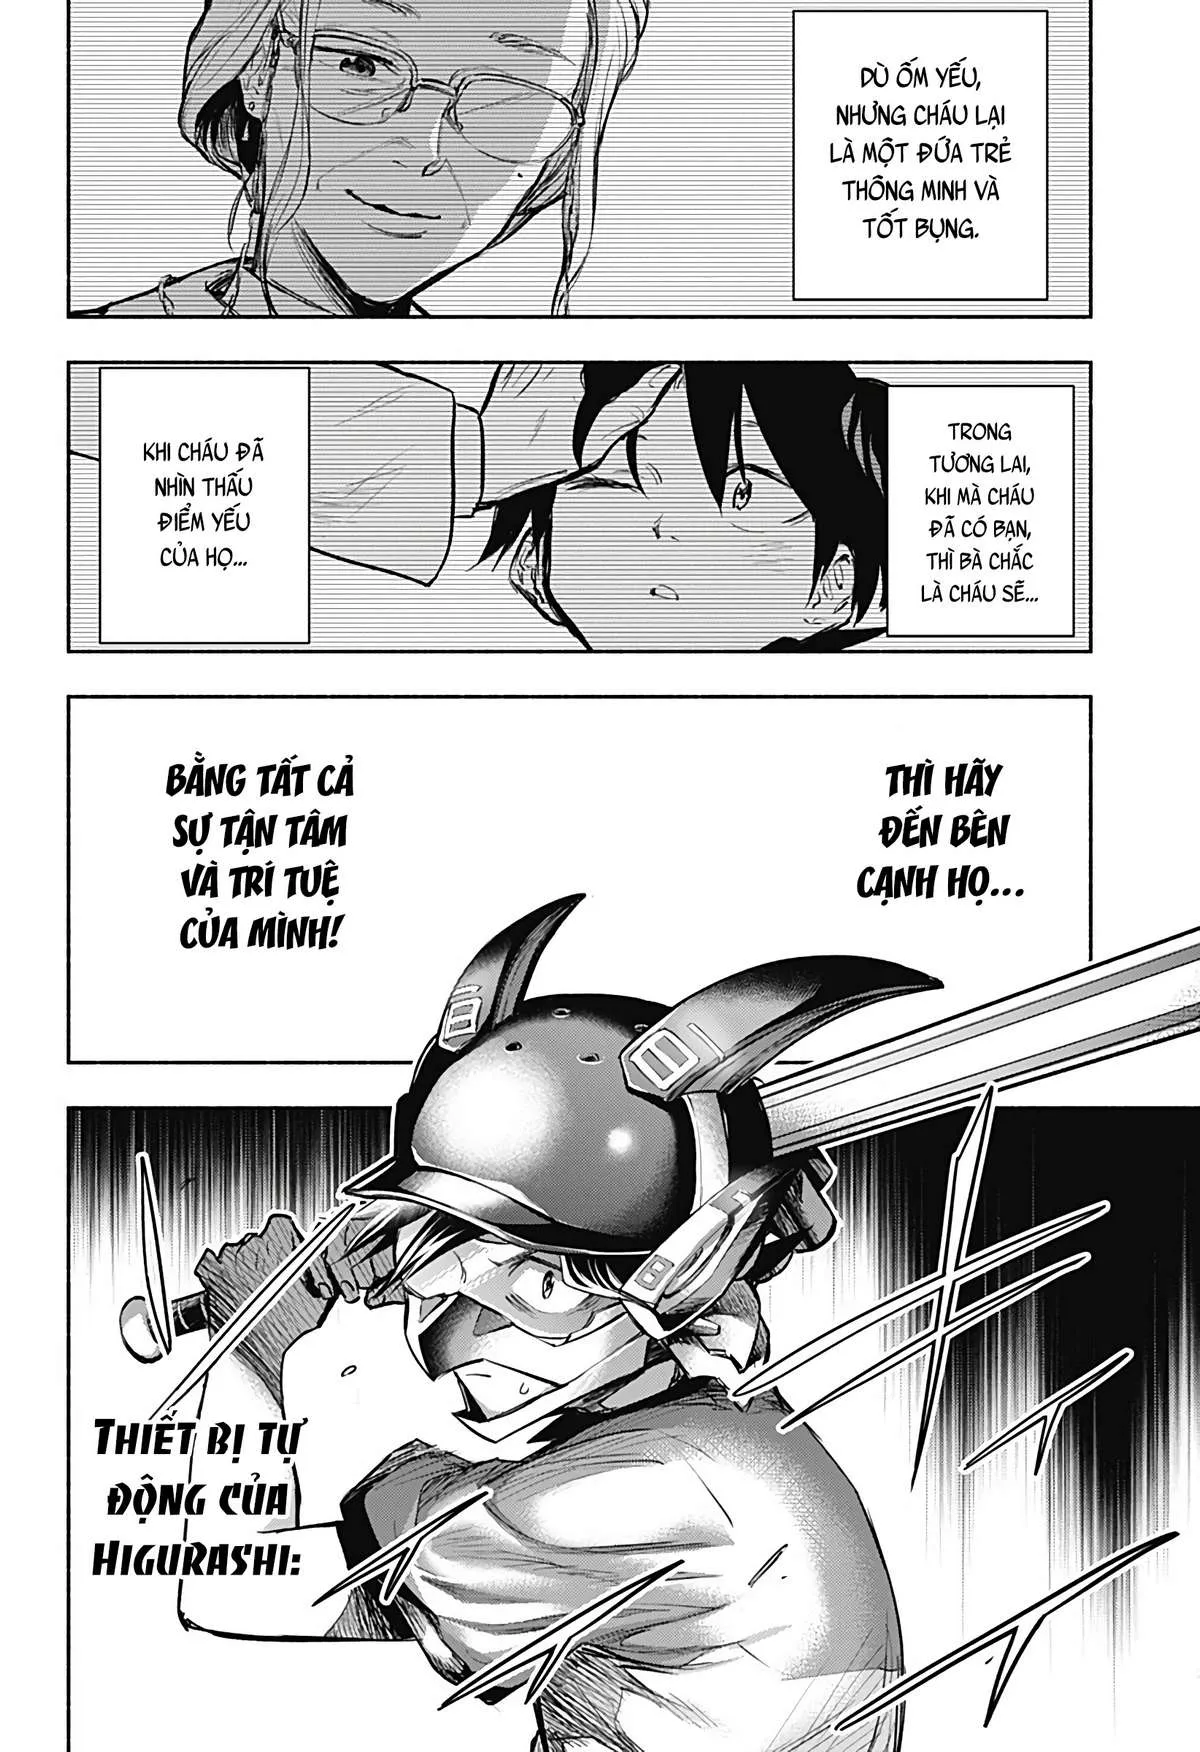 DÙ ỐM YẾU,
NHƯNG CHÁU LẠI
LÀ MỘT ĐỨA TRẺ
THÔNG MINH VÀ
TỐT BỤNG.
TRONG
TƯƠNG LAI,
KHI MÀ CHÁU
ĐÃ CÓ BẠN,
THÌ BÀ CHẮC
LÀ CHÁU SẼ...
KHI CHÁU ĐÃ
NHÌN THẤU
ĐIỂM YẾU
CỦA HỌ...
THÌ HÃY
ĐẾN BÊN
CẠNH HỌ...
BẰNG TẤT CẢ
SỰ TẬN TÂM
VÀ TRÍ TUỆ
CỦA MÌNH!
THIẾT BỊ TỰ
ĐỘNG CỦA
HIGURASHI: